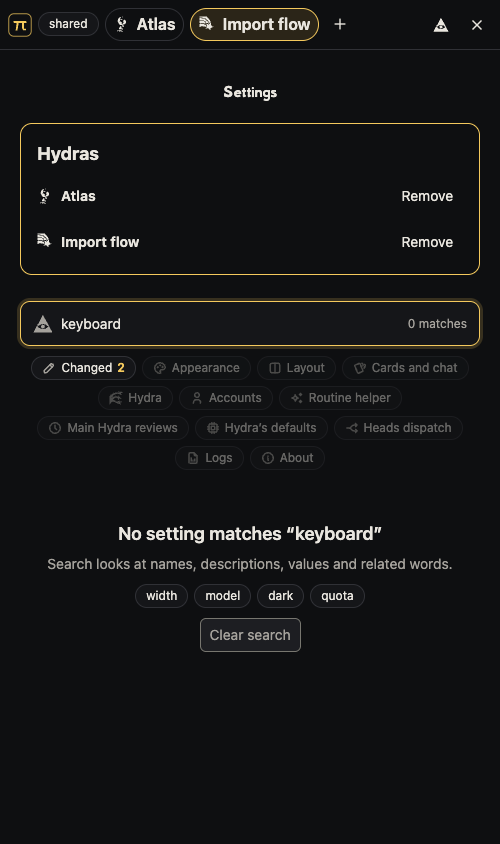 π shared Atlas Import flow
Settings
Hydras
Atlas Remove
Import flow Remove
keyboard 0 matches
Changed 2 Appearance Layout Cards and chat
Hydra Accounts Routine helper
Main Hydra reviews Hydra's defaults Heads dispatch
Logs About
No setting matches “keyboard”
Search looks at names, descriptions, values and related words.
width model dark quota
Clear search